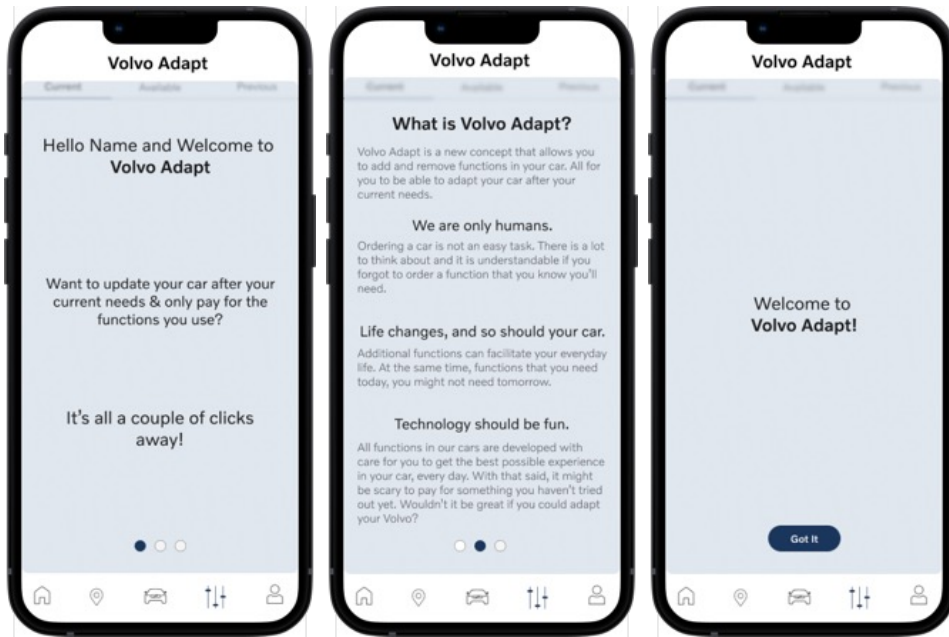 Volvo Adapt
Current Available Previous
Hello Name and Welcome to
Volvo Adapt
Want to update your car after your
current needs & only pay for the
functions you use?
It's all a couple of clicks
away!
Volvo Adapt
Current Available Previous
What is Volvo Adapt?
Volvo Adapt is a new concept that allows you
to add and remove functions in your car. All for
you to be able to adapt your car after your
current needs.
We are only humans.
Ordering a car is not an easy task. There is a lot
to think about and it is understandable if you
forgot to order a function that you know you'll
need.
Life changes, and so should your car.
Additional functions can facilitate your everyday
life. At the same time, functions that you need
today, you might not need tomorrow.
Technology should be fun.
All functions in our cars are developed with
care for you to get the best possible experience
in your car, every day. With that said, it might
be scary to pay for something you haven't tried
out yet. Wouldn't it be great if you could adapt
your Volvo?
Volvo Adapt
Current Available Previous
Welcome to
Volvo Adapt!
Got It